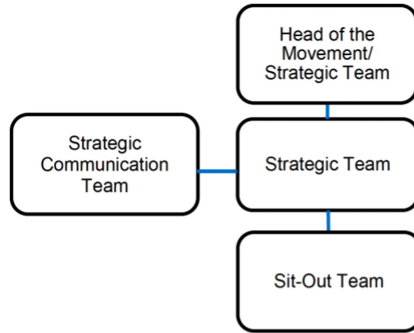 Head of the
Movement/
Strategic Team
Strategic
Communication
Team
Strategic Team
Sit-Out Team